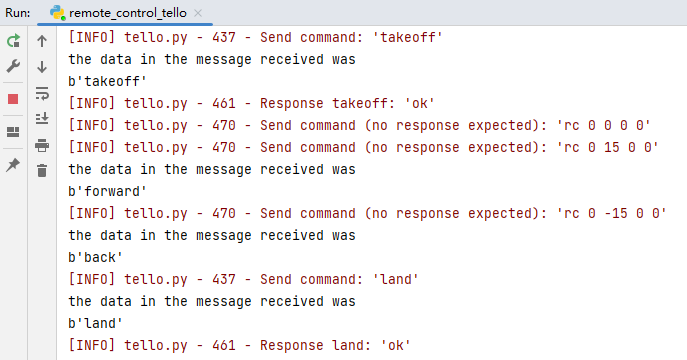 Run: remote_control_tello
[INFO] tello.py - 437 - Send command: 'takeoff'
the data in the message received was
b'takeoff'
[INFO] tello.py - 461 - Response takeoff: 'ok'
[INFO] tello.py - 470 - Send command (no response expected): 'rc 0 0 0 0'
[INFO] tello.py - 470 - Send command (no response expected): 'rc 0 15 0 0'
the data in the message received was
b'forward'
[INFO] tello.py - 470 - Send command (no response expected): 'rc 0 -15 0 0'
the data in the message received was
b'back'
[INFO] tello.py - 437 - Send command: 'land'
the data in the message received was
b'land'
[INFO] tello.py - 461 - Response land: 'ok'